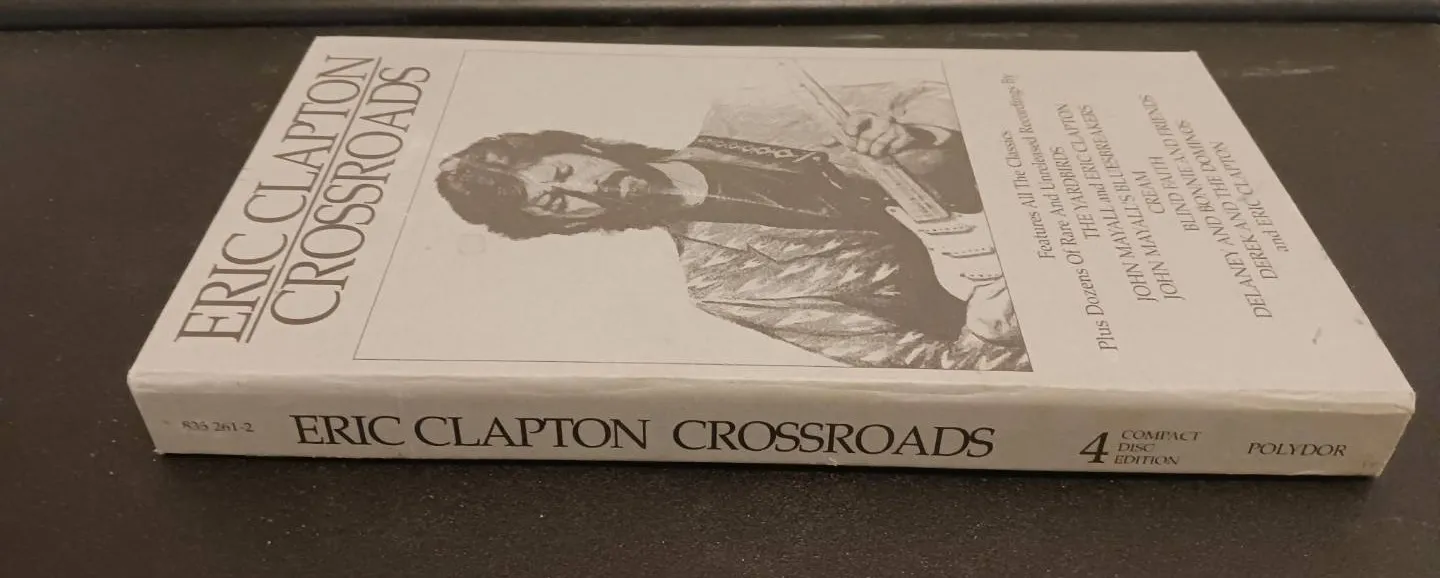 ERIC CLAPTON
CROSSROADS
Features All The Classics
Plus Dozens Of Rare And Unreleased Recordings By
THE YARDBIRDS
JOHN MAYALL and ERIC CLAPTON
JOHN MAYALL'S BLUESBREAKERS
CREAM
BLIND FAITH
DELANEY AND BONNIE AND FRIENDS
DEREK AND THE DOMINOS
and ERIC CLAPTON
835 261-2
ERIC CLAPTON CROSSROADS
4 COMPACT
DISC
EDITION
POLYDOR